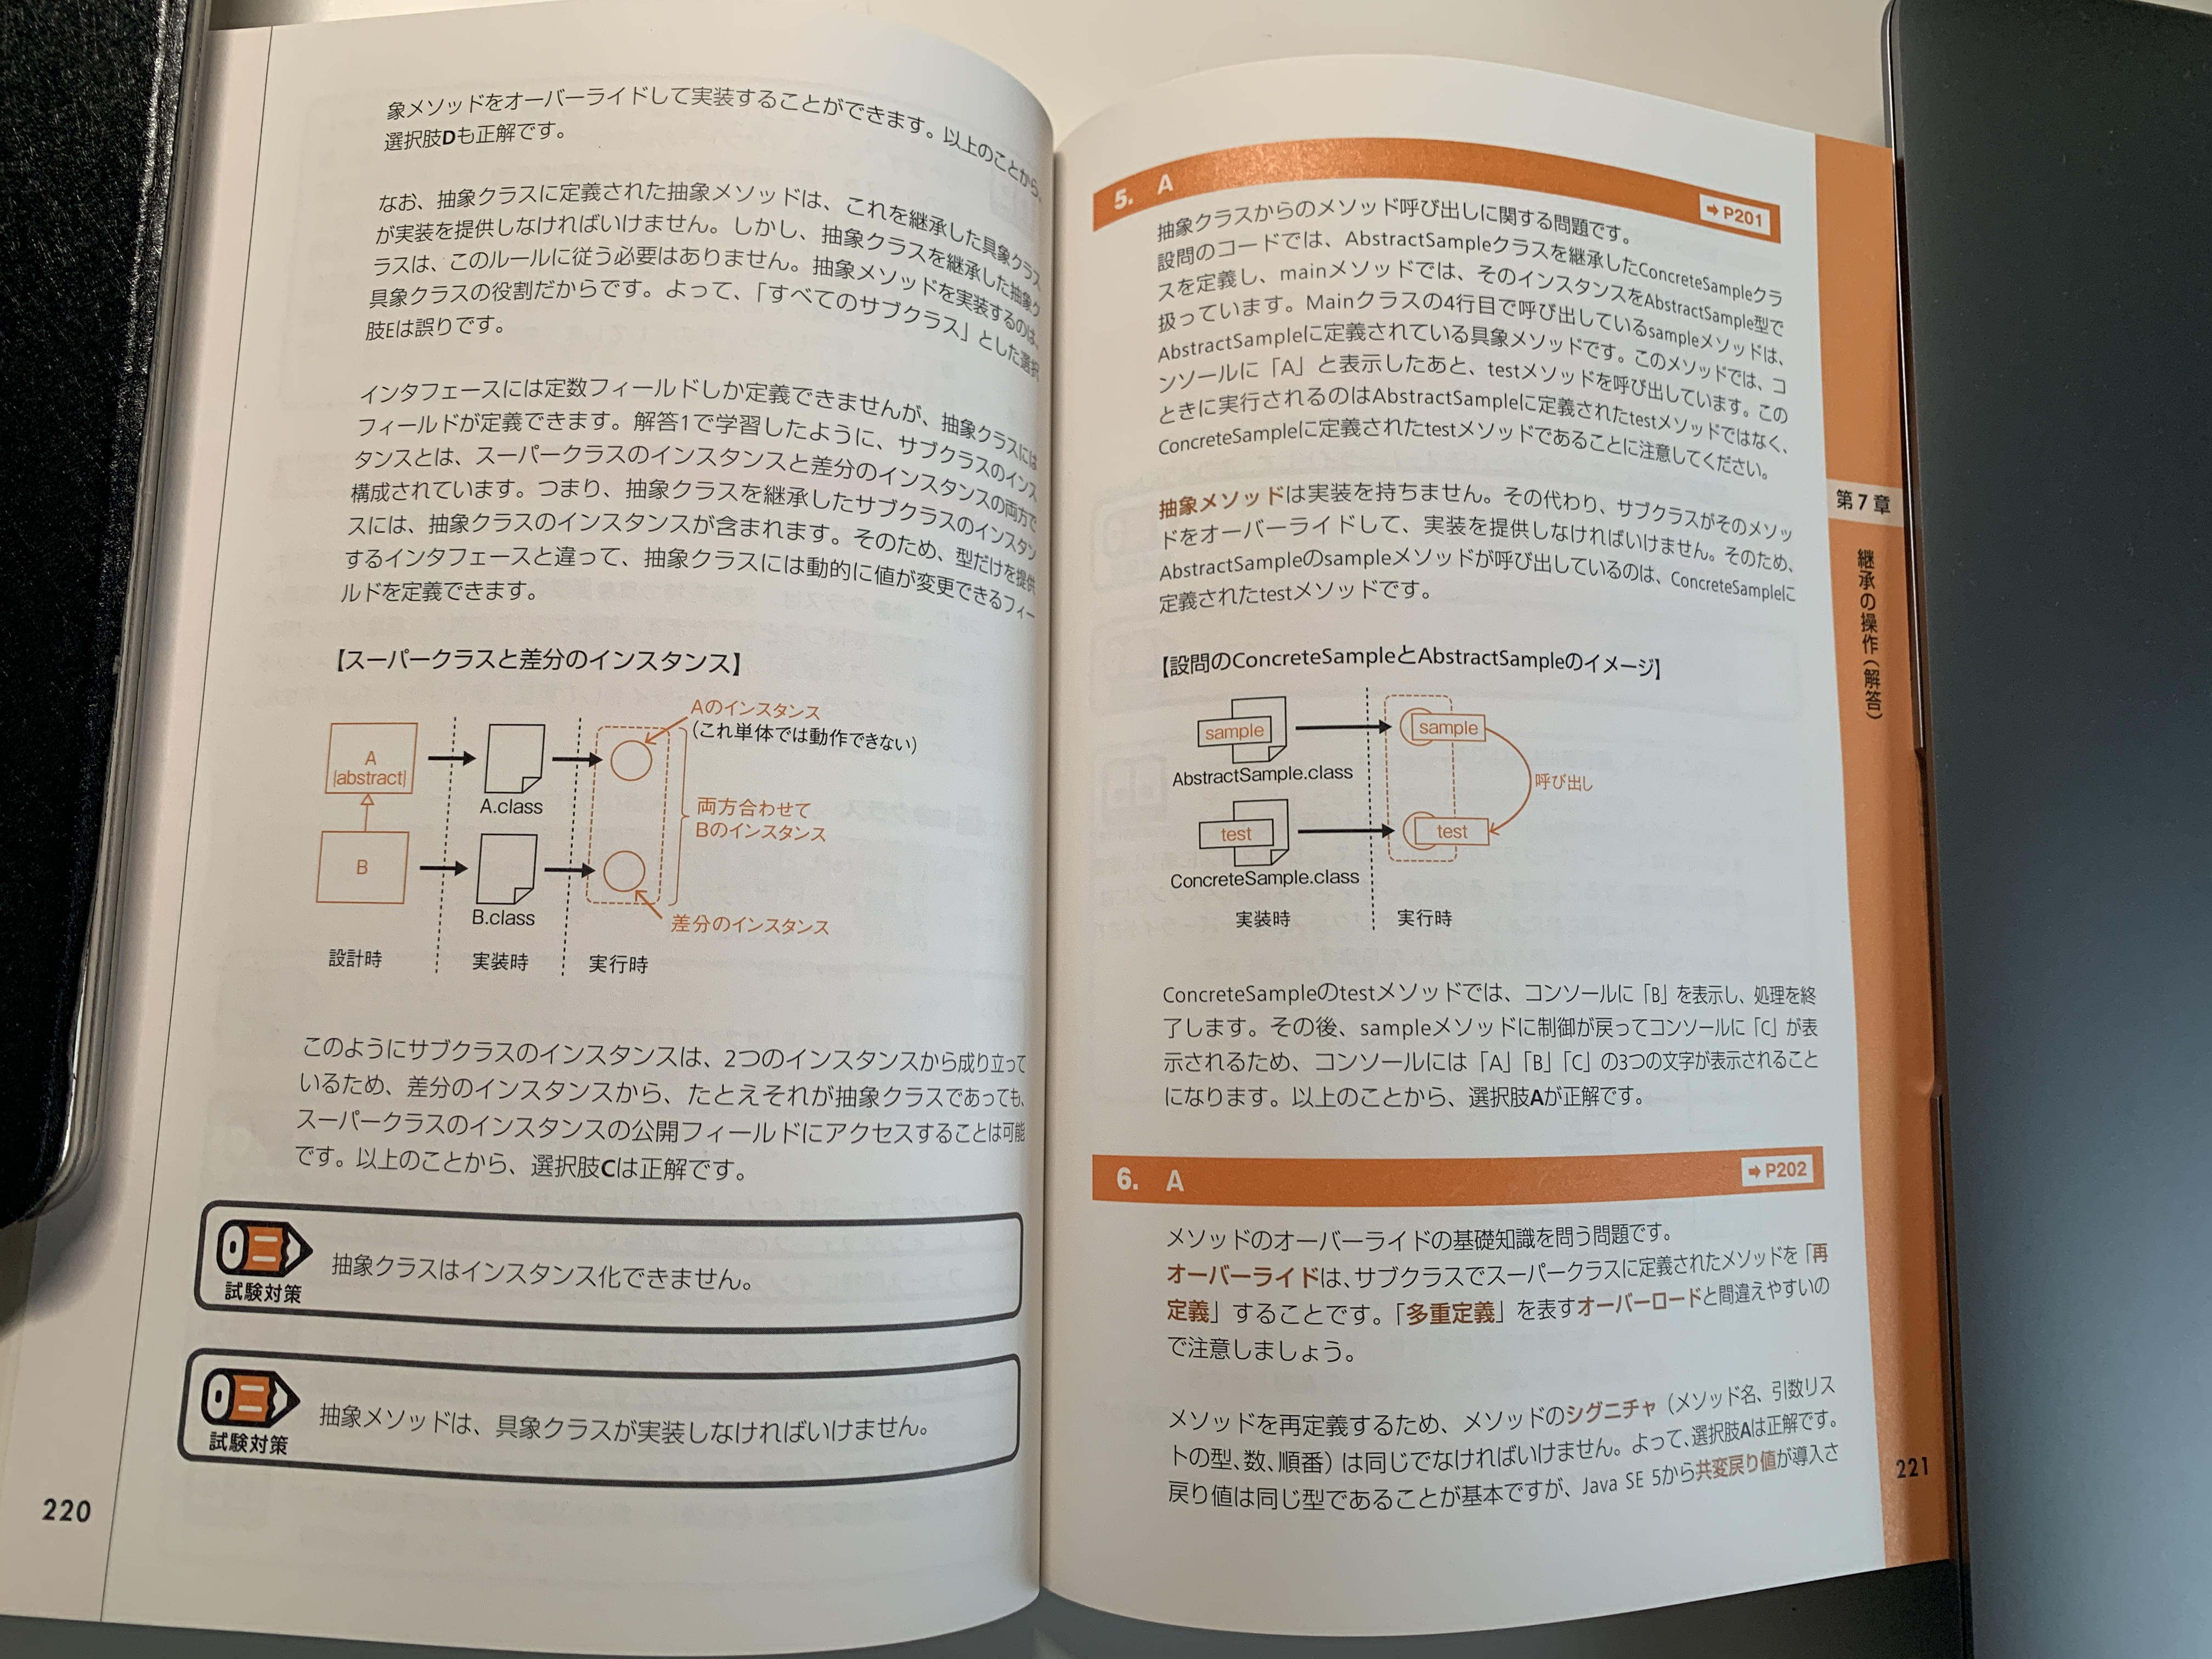 象メソッドをオーバーライドして実装することができます。以上のことから、
選択肢Dも正解です。
なお、抽象クラスに定義された抽象メソッドは、これを継承した具象クラス
が実装を提供しなければいけません。しかし、抽象クラスを継承した抽象ク
ラスは、このルールに従う必要はありません。抽象メソッドを実装するのは、
具象クラスの役割だからです。よって、「すべてのサブクラス」とした選択
肢Eは誤りです。
インタフェースには定数フィールドしか定義できませんが、抽象クラスには
フィールドが定義できます。解答1で学習したように、サブクラスのインス
タンスとは、スーパークラスのインスタンスと差分のインスタンスの両方で
構成されています。つまり、抽象クラスを継承したサブクラスのインスタン
スには、抽象クラスのインスタンスが含まれます。そのため、型だけを提供
するインタフェースと違って、抽象クラスには動的に値が変更できるフィー
ルドを定義できます。
【スーパークラスと差分のインスタンス】
Aのインスタンス
(これ単体では動作できない)
A
{abstract}
A.class
両方合わせて
Bのインスタンス
B
B.class
差分のインスタンス
設計時
実装時
実行時
このようにサブクラスのインスタンスは、2つのインスタンスから成り立って
いるため、差分のインスタンスから、たとえそれが抽象クラスであっても、
スーパークラスのインスタンスの公開フィールドにアクセスすることは可能
です。以上のことから、選択肢Cは正解です。
試験対策
抽象クラスはインスタンス化できません。
試験対策
抽象メソッドは、具象クラスが実装しなければいけません。
220
5. A
➡P201
抽象クラスからのメソッド呼び出しに関する問題です。
設問のコードでは、AbstractSampleクラスを継承したConcreteSampleクラ
スを定義し、mainメソッドでは、そのインスタンスをAbstractSample型で
扱っています。Mainクラスの4行目で呼び出しているsampleメソッドは、
AbstractSampleに定義されている具象メソッドです。このメソッドでは、コ
ンソールに「A」と表示したあと、testメソッドを呼び出しています。この
ときに実行されるのはAbstractSampleに定義されたtestメソッドではなく、
ConcreteSampleに定義されたtestメソッドであることに注意してください。
抽象メソッドは実装を持ちません。その代わり、サブクラスがそのメソッ
ドをオーバーライドして、実装を提供しなければいけません。そのため、
AbstractSampleのsampleメソッドが呼び出しているのは、ConcreteSampleに
定義されたtestメソッドです。
【設問のConcreteSampleとAbstractSampleのイメージ】
sample
AbstractSample.class
sample
呼び出し
test
ConcreteSample.class
test
実装時
実行時
ConcreteSampleのtestメソッドでは、コンソールに「B」を表示し、処理を終
了します。その後、sampleメソッドに制御が戻ってコンソールに「C」が表
示されるため、コンソールには「A」「B」「C」の3つの文字が表示されること
になります。以上のことから、選択肢Aが正解です。
6. A
➡P202
メソッドのオーバーライドの基礎知識を問う問題です。
オーバーライドは、サブクラスでスーパークラスに定義されたメソッドを「再
定義」することです。「多重定義」を表すオーバーロードと間違えやすいの
で注意しましょう。
メソッドを再定義するため、メソッドのシグニチャ（メソッド名、引数リス
トの型、数、順番）は同じでなければいけません。よって、選択肢Aは正解です。
戻り値は同じ型であることが基本ですが、Java SE 5から共変戻り値が導入さ
第7章
継承の操作（解答）
221